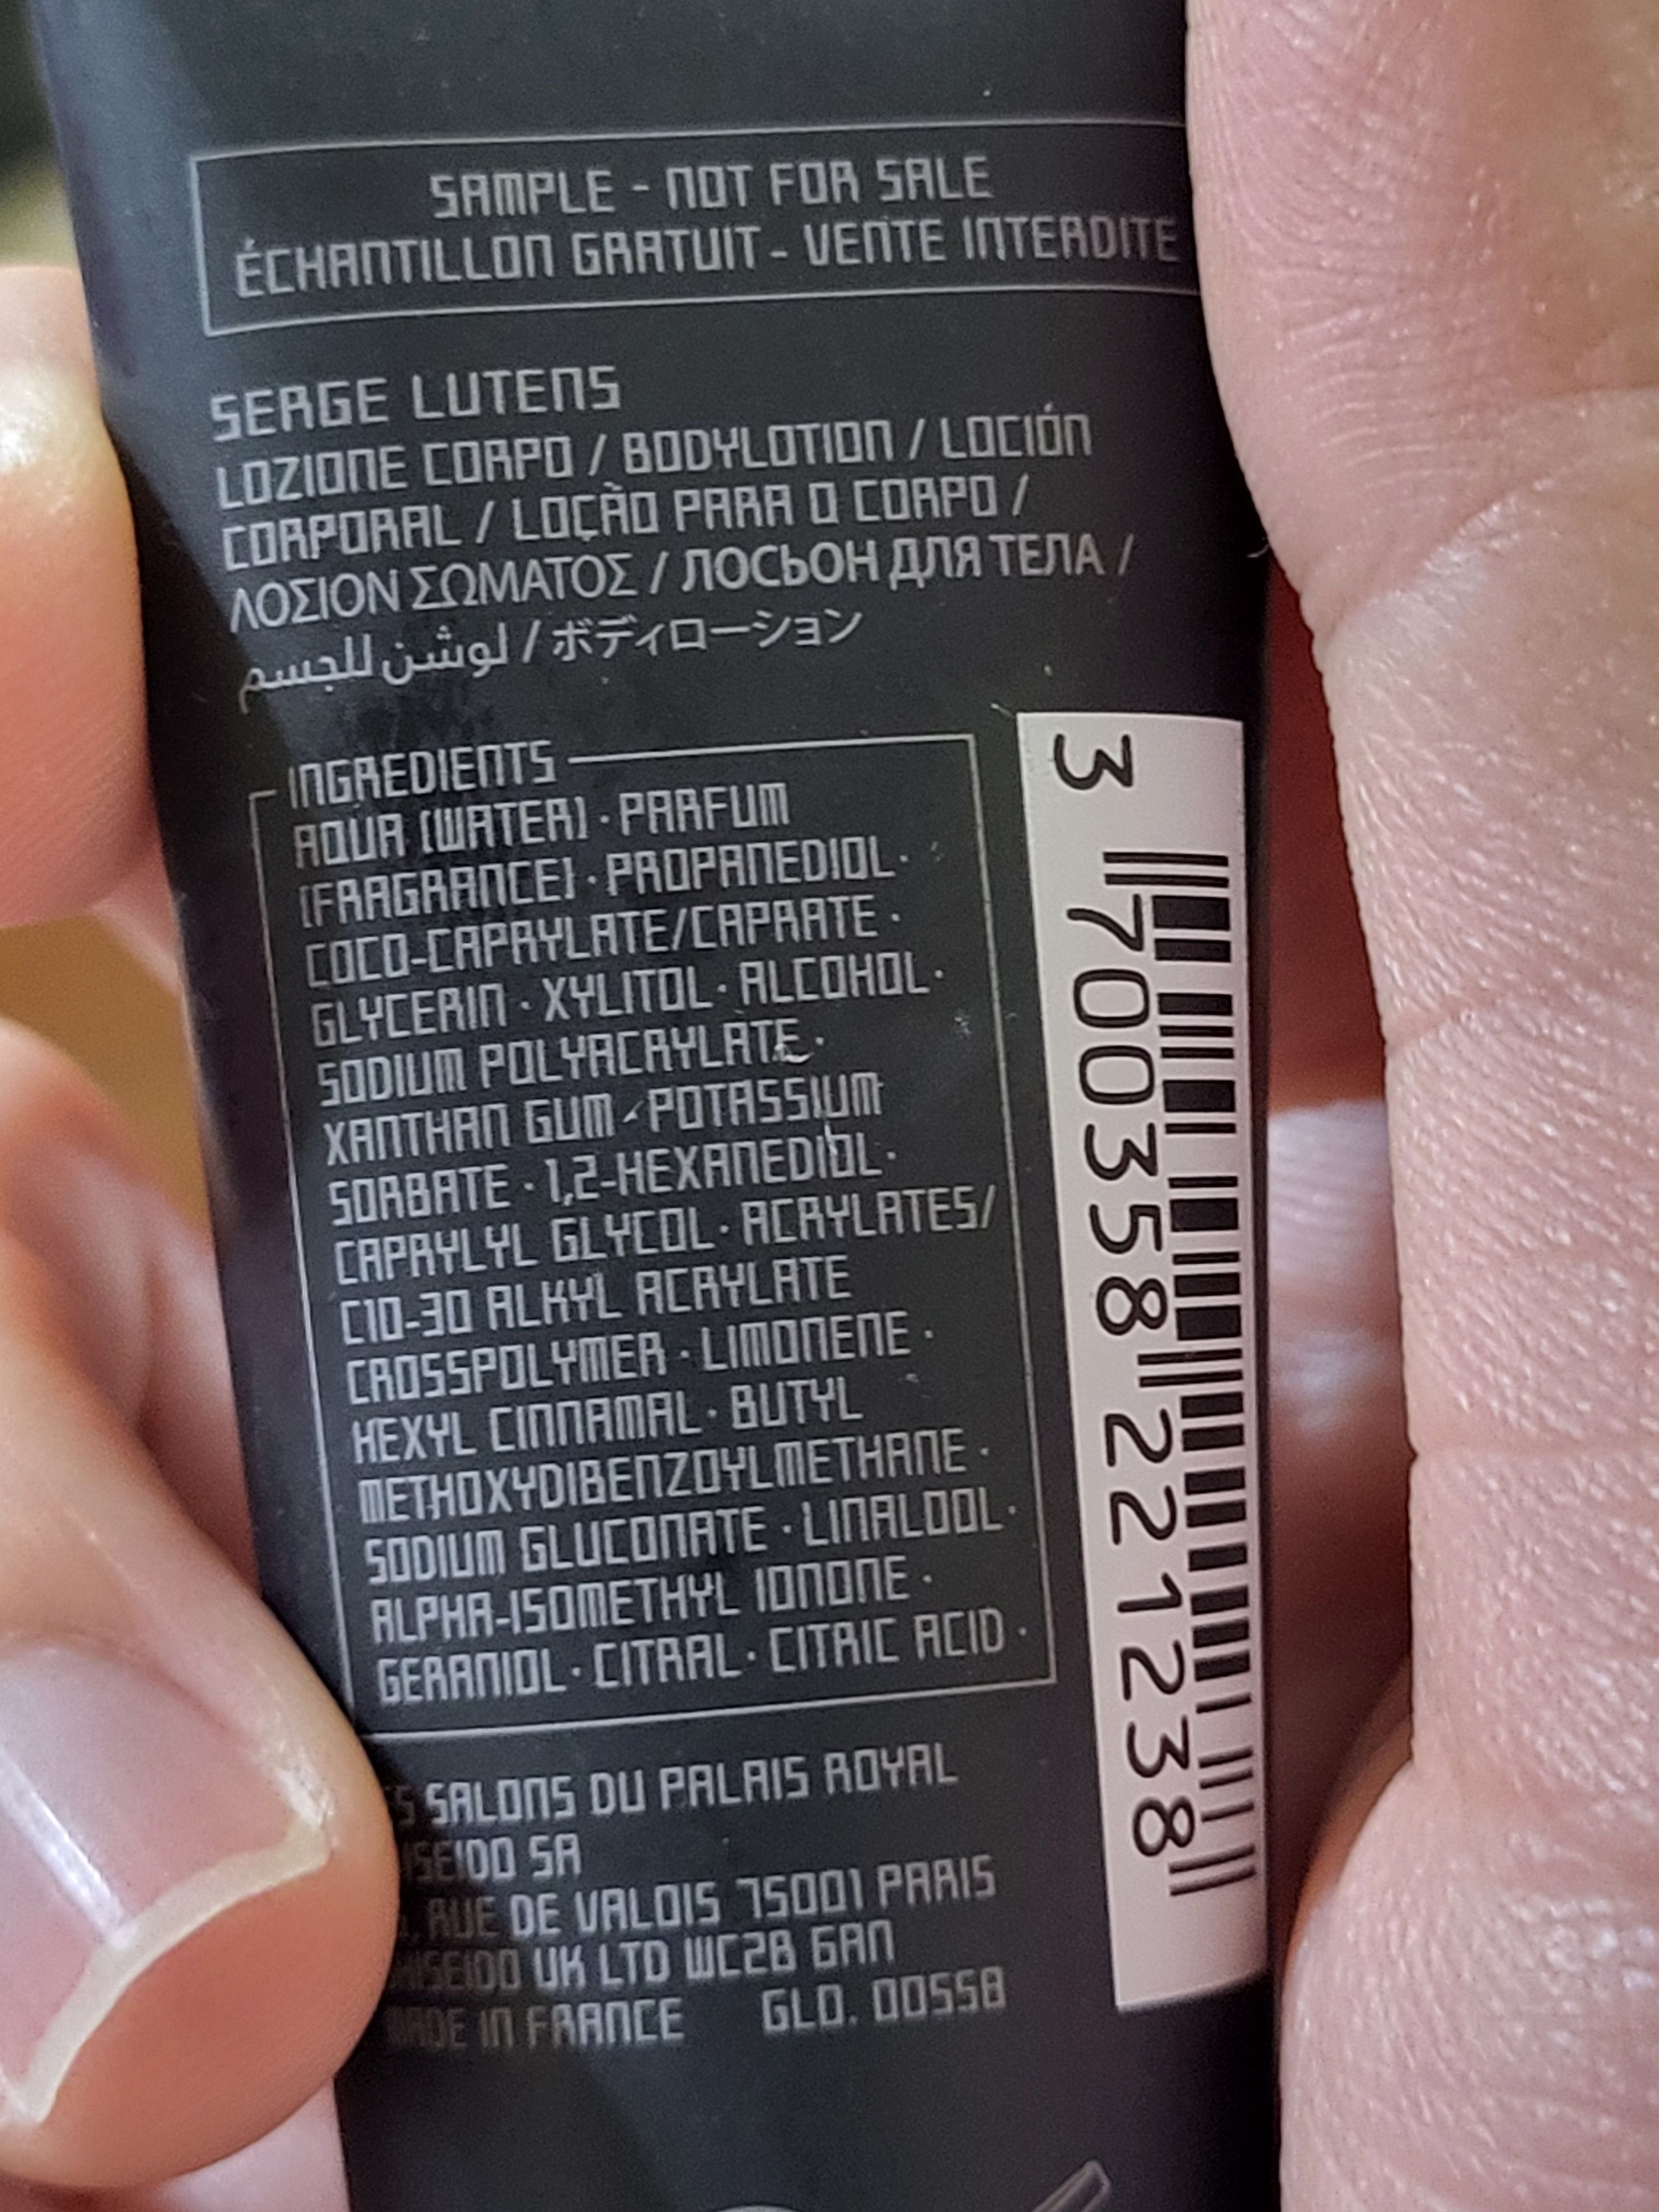 SAMPLE - NOT FOR SALE
ÉCHANTILLON GRATUIT - VENTE INTERDITE
SERGE LUTENS
LOZIONE CORPO / BODYLOTION / LOCIÓN
CORPORAL / LOÇÃO PARA O CORPO /
ΛΟΣΙΟΝ ΣΩΜΑΤΟΣ / ЛОСЬОН ДЛЯ ТЕЛА /
لوشن للجسم / ボディローション
INGREDIENTS
AQUA (WATER) · PARFUM
(FRAGRANCE) · PROPANEDIOL ·
COCO-CAPRYLATE/CAPRATE ·
GLYCERIN · XYLITOL · ALCOHOL ·
SODIUM POLYACRYLATE ·
XANTHAN GUM · POTASSIUM
SORBATE · 1,2-HEXANEDIOL ·
CAPRYLYL GLYCOL · ACRYLATES/
C10-30 ALKYL ACRYLATE
CROSSPOLYMER · LIMONENE ·
HEXYL CINNAMAL · BUTYL
METHOXYDIBENZOYLMETHANE ·
SODIUM GLUCONATE · LINALOOL ·
ALPHA-ISOMETHYL IONONE ·
GERANIOL · CITRAL · CITRIC ACID ·
SALONS DU PALAIS ROYAL
SA
RUE DE VALOIS 75001 PARIS
UK LTD WC2B 6AN
MADE IN FRANCE GLO. 00558
3 700358 221238